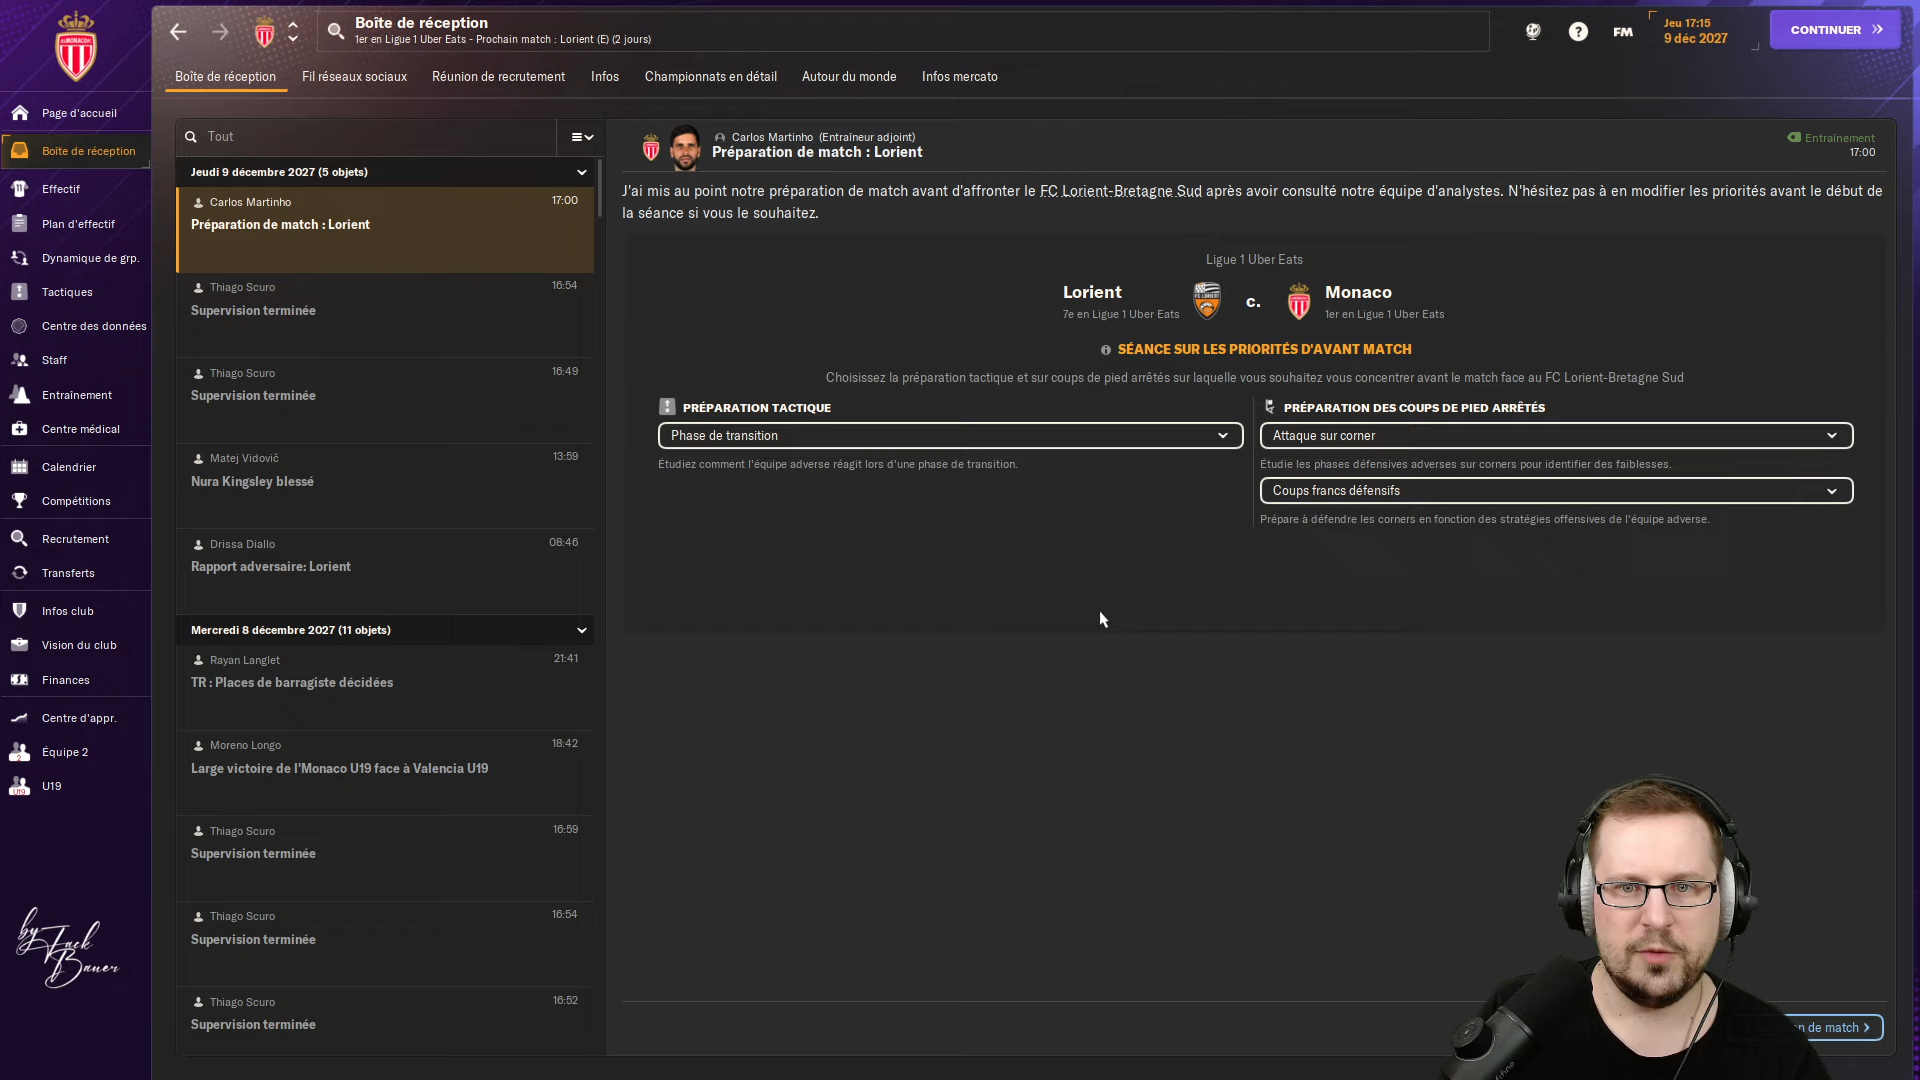 Boîte de réception
1er en Ligue 1 Uber Eats - Prochain match : Lorient (E) (2 jours)
FM
Jeu 17:15
9 déc 2027
CONTINUER
Boîte de réception
Fil réseaux sociaux
Réunion de recrutement
Infos
Championnats en détail
Autour du monde
Infos mercato
Page d'accueil
Boîte de réception
Effectif
Plan d'effectif
Dynamique de grp.
Tactiques
Centre des données
Staff
Entraînement
Centre médical
Calendrier
Compétitions
Recrutement
Transferts
Infos club
Vision du club
Finances
Centre d'appr.
Équipe 2
U19
by Jack
Bauer
Tout
Jeudi 9 décembre 2027 (5 objets)
Carlos Martinho 17:00
Préparation de match : Lorient
Thiago Scuro 16:54
Supervision terminée
Thiago Scuro 16:49
Supervision terminée
Matej Vidovič 13:59
Nura Kingsley blessé
Drissa Diallo 08:46
Rapport adversaire: Lorient
Mercredi 8 décembre 2027 (11 objets)
Rayan Langlet 21:41
TR : Places de barragiste décidées
Moreno Longo 18:42
Large victoire de l'Monaco U19 face à Valencia U19
Thiago Scuro 16:59
Supervision terminée
Thiago Scuro 16:54
Supervision terminée
Thiago Scuro 16:52
Supervision terminée
Carlos Martinho (Entraîneur adjoint)
Préparation de match : Lorient
Entraînement
17:00
J'ai mis au point notre préparation de match avant d'affronter le FC Lorient-Bretagne Sud après avoir consulté notre équipe d'analystes. N'hésitez pas à en modifier les priorités avant le début de
la séance si vous le souhaitez.
Ligue 1 Uber Eats
Lorient
7e en Ligue 1 Uber Eats
c.
Monaco
1er en Ligue 1 Uber Eats
SÉANCE SUR LES PRIORITÉS D'AVANT MATCH
Choisissez la préparation tactique et sur coups de pied arrêtés sur laquelle vous souhaitez vous concentrer avant le match face au FC Lorient-Bretagne Sud
PRÉPARATION TACTIQUE
Phase de transition
Étudiez comment l'équipe adverse réagit lors d'une phase de transition.
PRÉPARATION DES COUPS DE PIED ARRÊTÉS
Attaque sur corner
Étudie les phases défensives adverses sur corners pour identifier des faiblesses.
Coups francs défensifs
Prépare à défendre les corners en fonction des stratégies offensives de l'équipe adverse.
de match